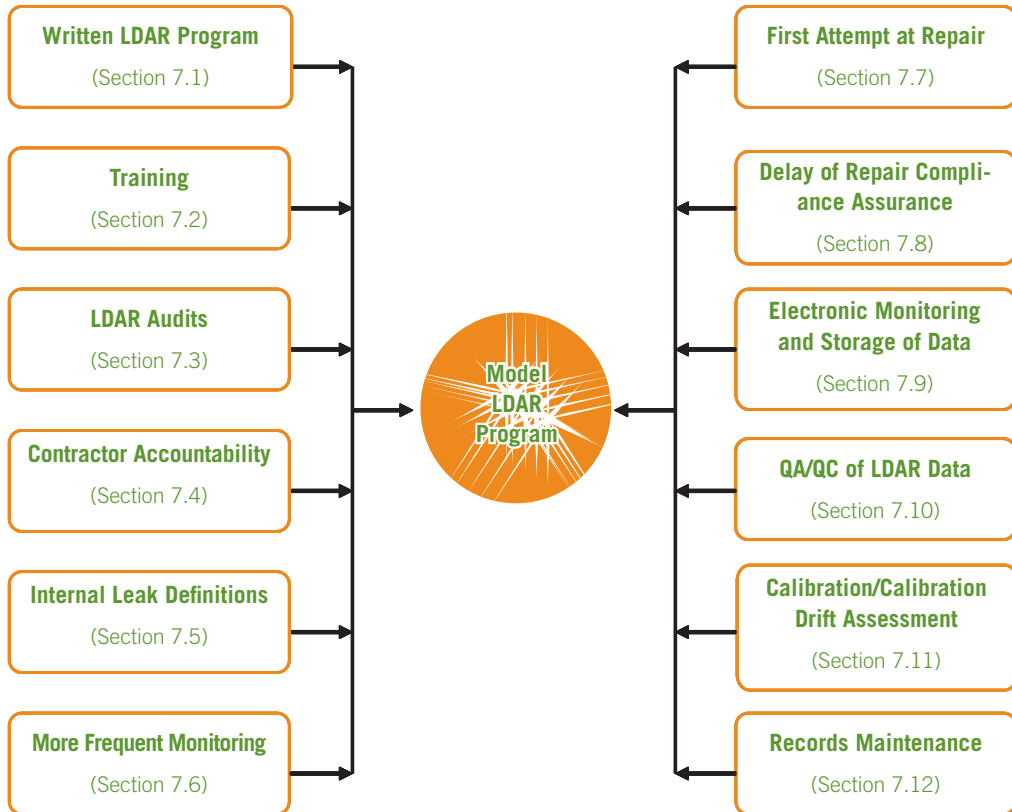 Written LDAR Program
(Section 7.1)
Training
(Section 7.2)
LDAR Audits
(Section 7.3)
Contractor Accountability
(Section 7.4)
Internal Leak Definitions
(Section 7.5)
More Frequent Monitoring
(Section 7.6)
Model
LDAR
Program
First Attempt at Repair
(Section 7.7)
Delay of Repair Compli-
ance Assurance
(Section 7.8)
Electronic Monitoring
and Storage of Data
(Section 7.9)
QA/QC of LDAR Data
(Section 7.10)
Calibration/Calibration
Drift Assessment
(Section 7.11)
Records Maintenance
(Section 7.12)